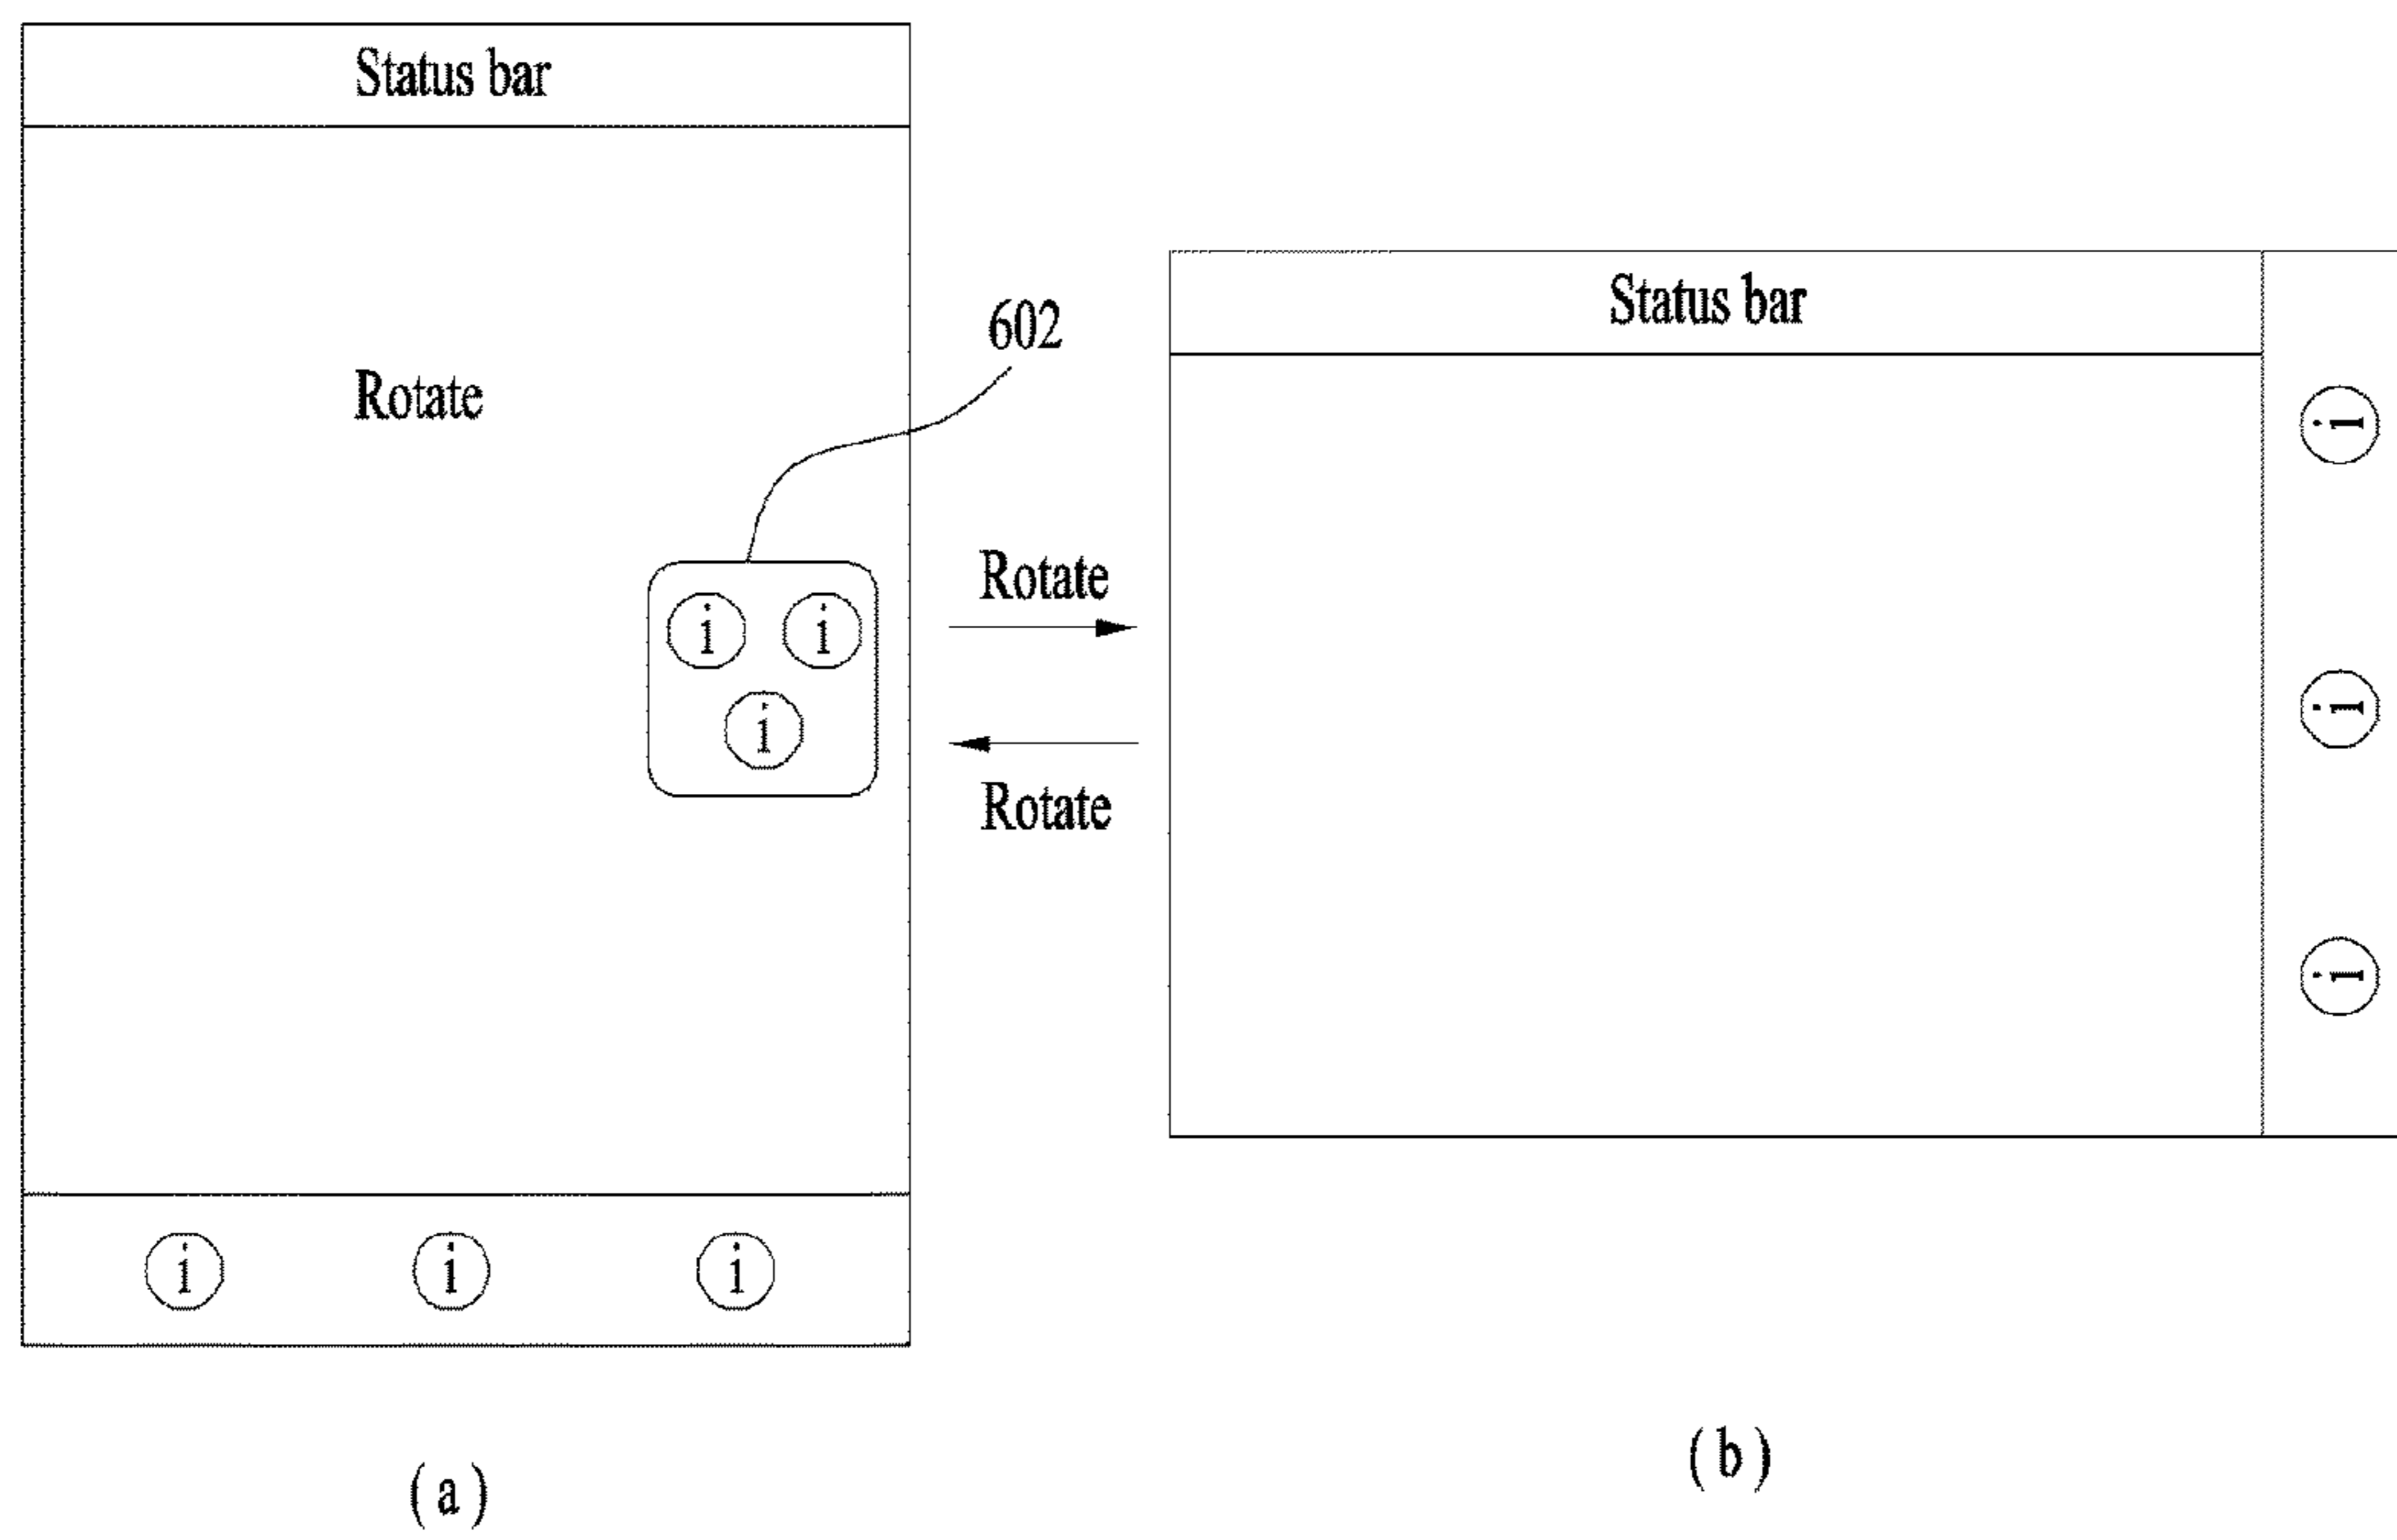 Status bar
Rotate
602
i i
i
i i i
(a)
Rotate
Rotate
Status bar
i
i
i
(b)